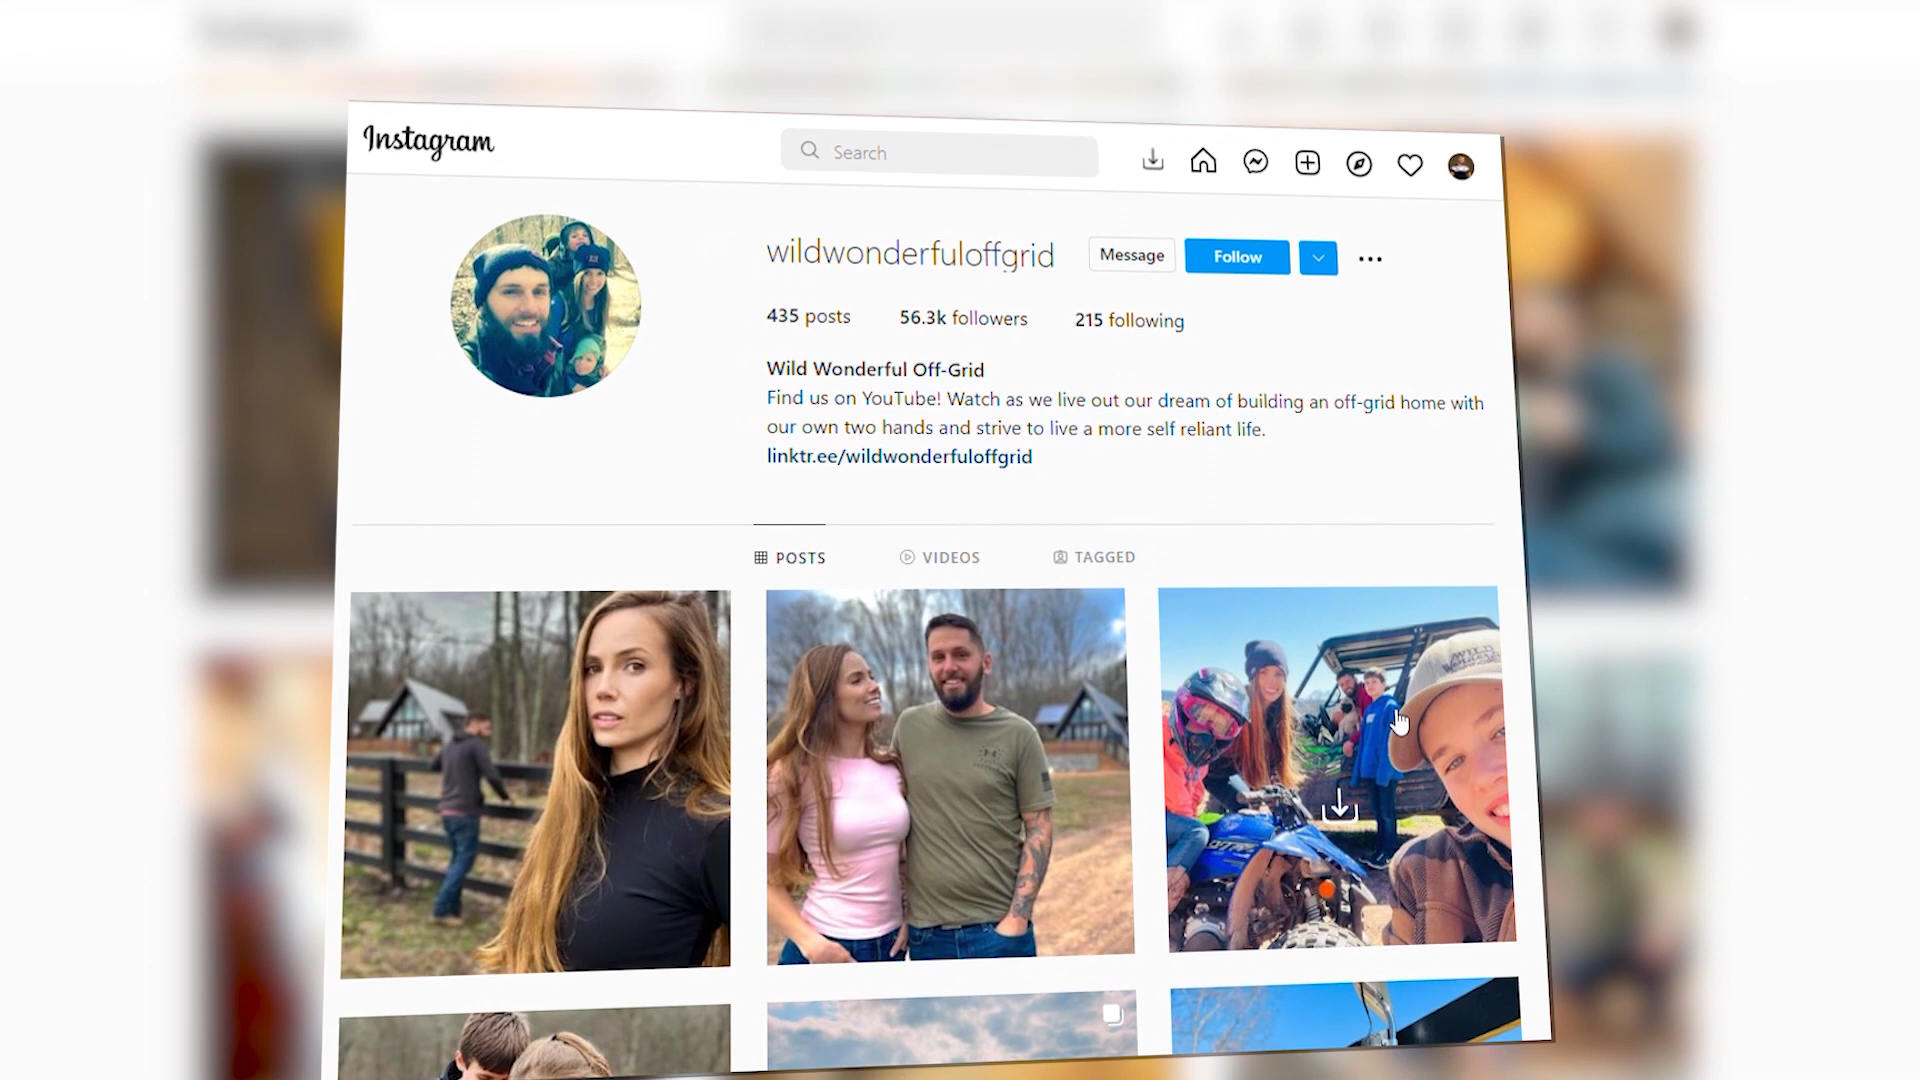 Instagram
Search
wildwonderfuloffgrid
Message
Follow
435 posts
56.3k followers
215 following
Wild Wonderful Off-Grid
Find us on YouTube! Watch as we live out our dream of building an off-grid home with
our own two hands and strive to live a more self reliant life.
linktr.ee/wildwonderfuloffgrid
POSTS
VIDEOS
TAGGED
WILD